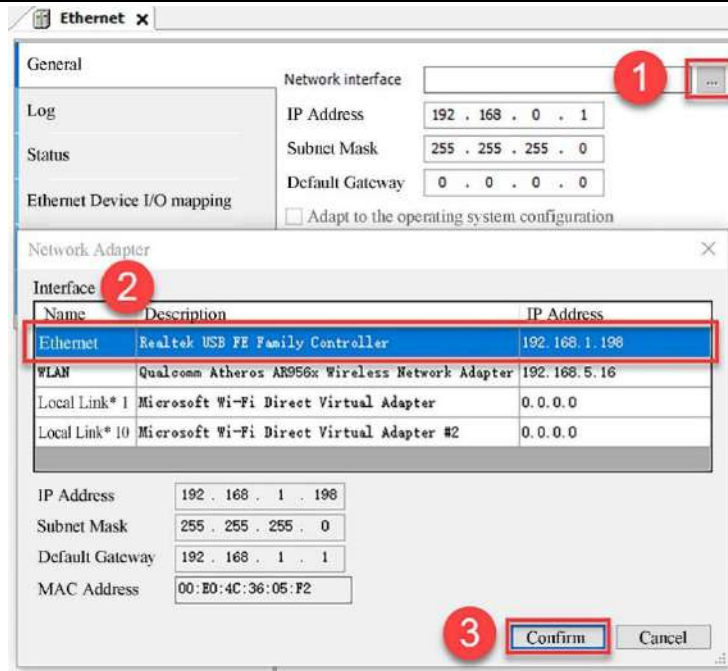 Ethernet x
General
Network interface
1
...
Log
IP Address 192 . 168 . 0 . 1
Status
Subnet Mask 255 . 255 . 255 . 0
Default Gateway 0 . 0 . 0 . 0
Ethernet Device I/O mapping
Adapt to the operating system configuration
Network Adapter
Interface
2
Name Description IP Address
Ethernet Realtek USB FE Family Controller 192.168.1.198
WLAN Qualcomm Atheros AR956x Wireless Network Adapter 192.168.5.16
Local Link* 1 Microsoft Wi-Fi Direct Virtual Adapter 0.0.0.0
Local Link* 10 Microsoft Wi-Fi Direct Virtual Adapter #2 0.0.0.0
IP Address 192 . 168 . 1 . 198
Subnet Mask 255 . 255 . 255 . 0
Default Gateway 192 . 168 . 1 . 1
MAC Address 00:E0:4C:36:05:F2
3
Confirm Cancel